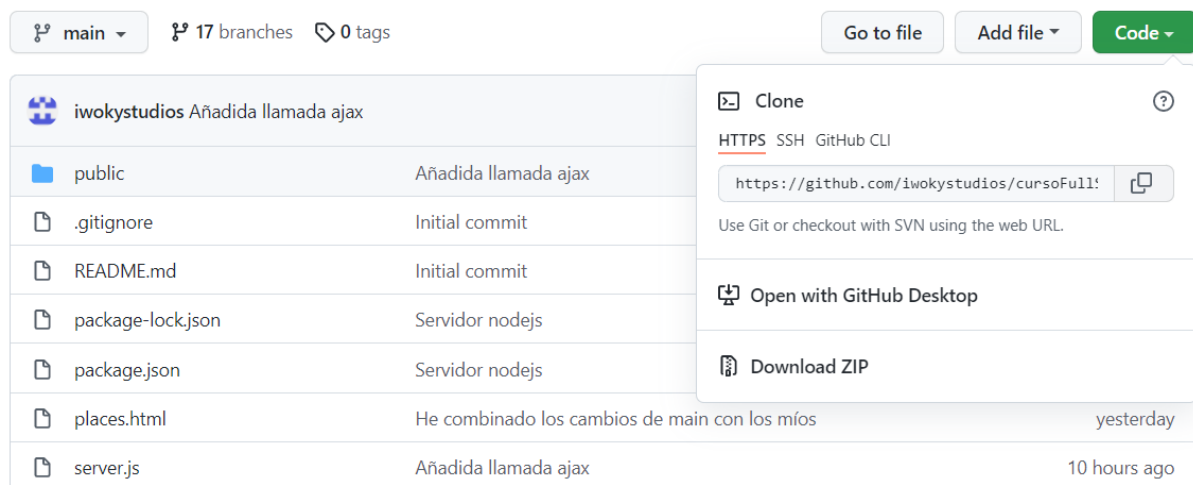 main 17 branches 0 tags Go to file Add file Code
iwokystudios Añadida llamada ajax
public Añadida llamada ajax
.gitignore Initial commit
README.md Initial commit
package-lock.json Servidor nodejs
package.json Servidor nodejs
places.html He combinado los cambios de main con los míos yesterday
server.js Añadida llamada ajax 10 hours ago
Clone
HTTPS SSH GitHub CLI
https://github.com/iwokystudios/cursoFull
Use Git or checkout with SVN using the web URL.
Open with GitHub Desktop
Download ZIP